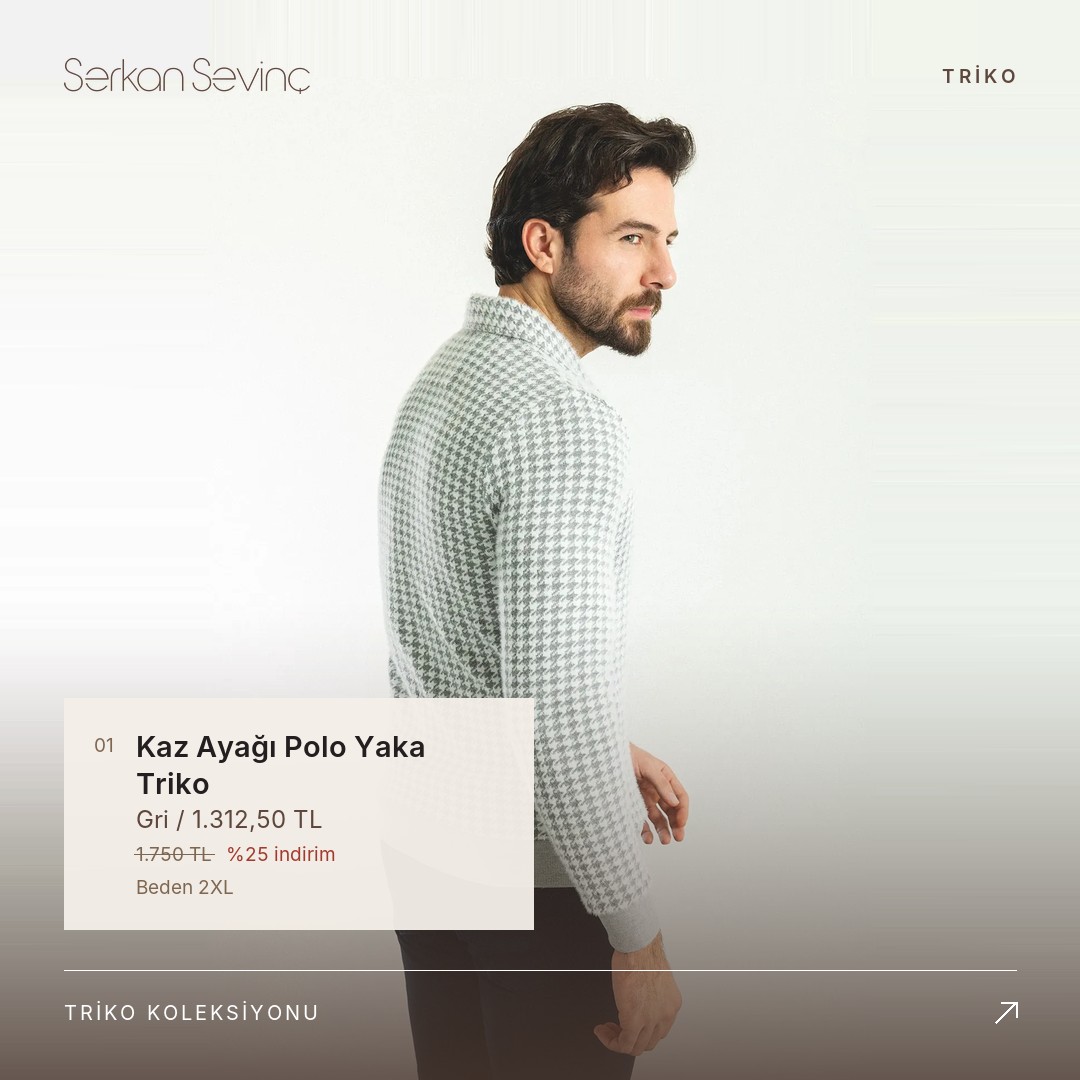 Serkan Sevinç
TRİKO
01
Kaz Ayağı Polo Yaka
Triko
Gri / 1.312,50 TL
1.750 TL %25 indirim
Beden 2XL
TRİKO KOLEKSİYONU